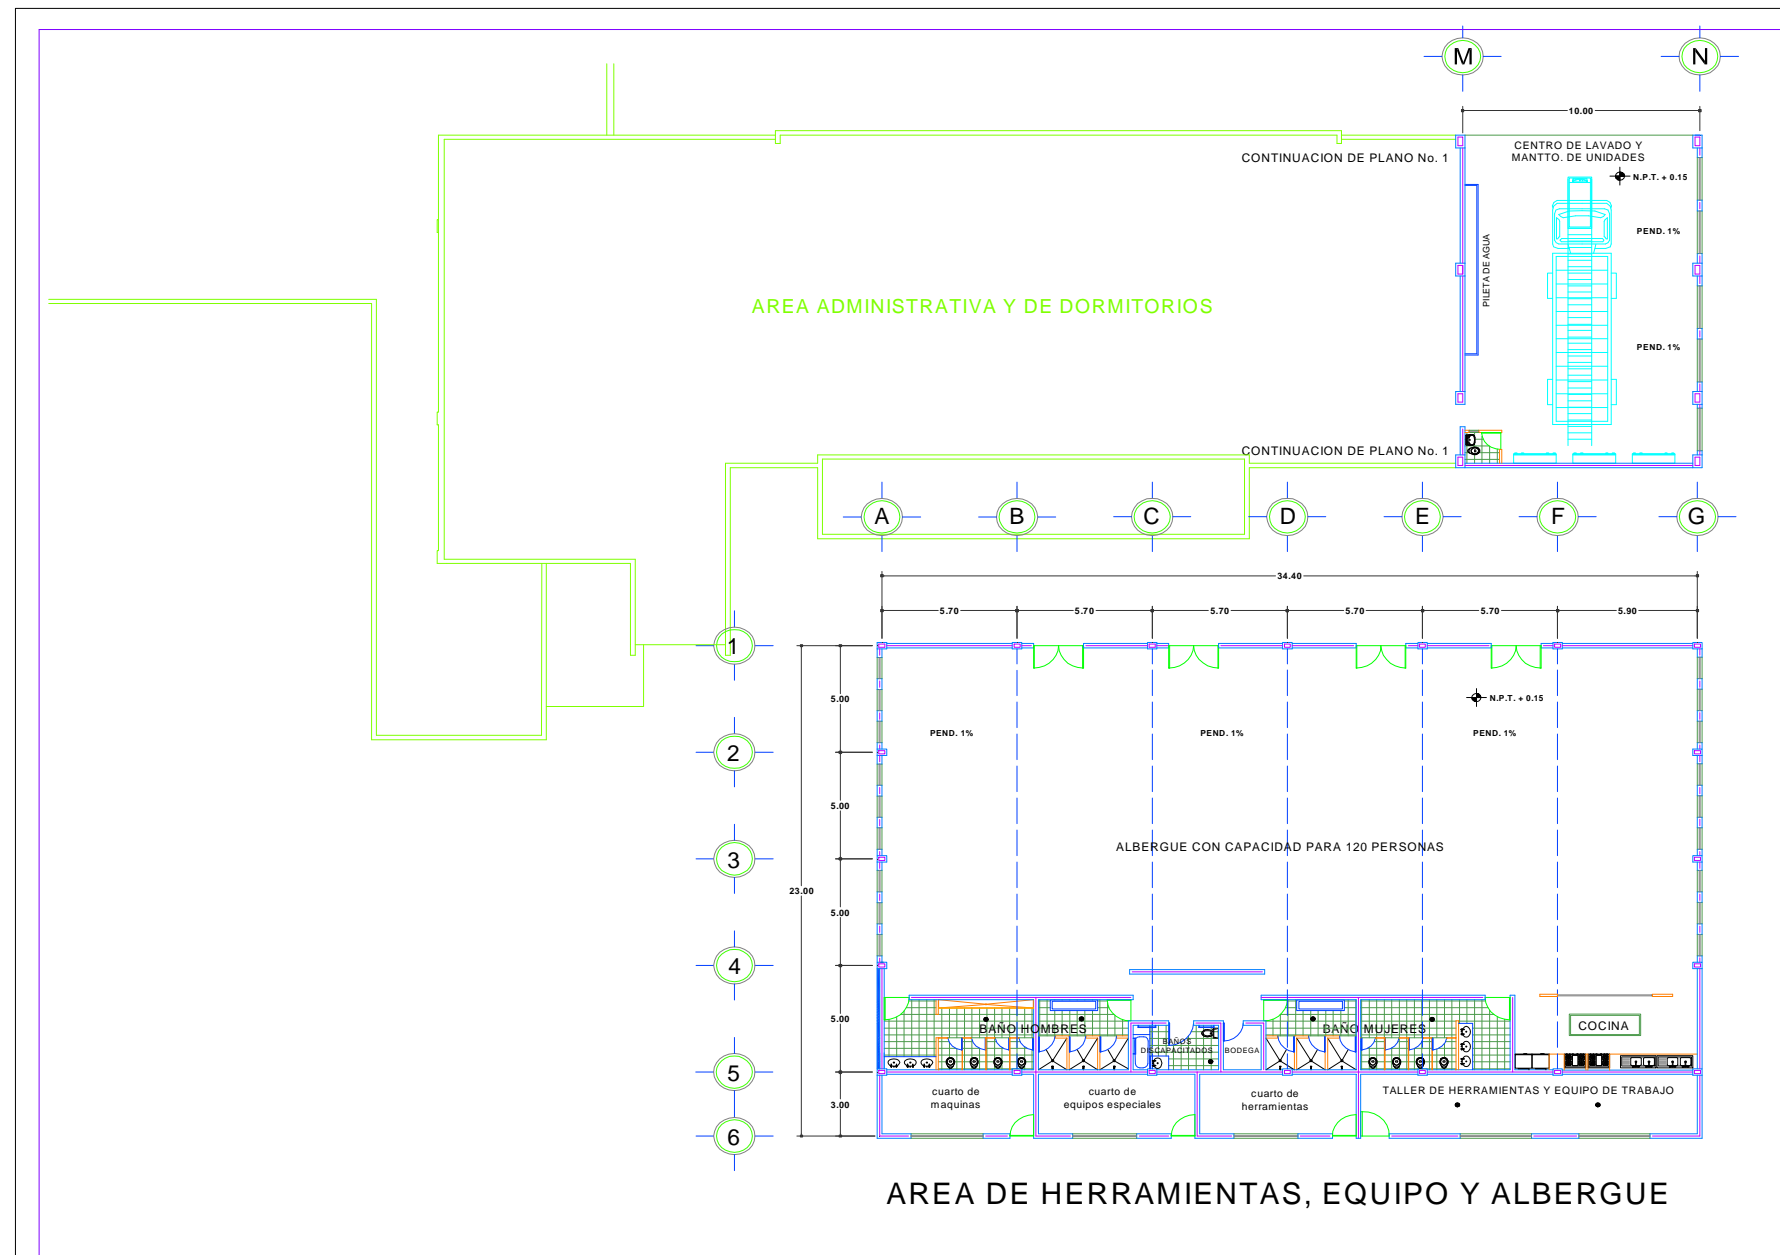 M
N
10.00
CENTRO DE LAVADO Y
MANTTO. DE UNIDADES
CONTINUACION DE PLANO No. 1
N.P.T. + 0.15
PEND. 1%
PILETA DE AGUA
AREA ADMINISTRATIVA Y DE DORMITORIOS
PEND. 1%
CONTINUACION DE PLANO No. 1
A
B
C
D
E
F
G
34.40
5.70
5.70
5.70
5.70
5.70
5.90
1
5.00
N.P.T. + 0.15
PEND. 1%
PEND. 1%
PEND. 1%
2
5.00
ALBERGUE CON CAPACIDAD PARA 120 PERSONAS
3
23.00
5.00
4
5.00
BAÑO HOMBRES
BAÑO MUJERES
COCINA
BAÑOS
DISCAPACITADOS
BODEGA
5
cuarto de
maquinas
cuarto de
equipos especiales
cuarto de
herramientas
TALLER DE HERRAMIENTAS Y EQUIPO DE TRABAJO
3.00
6
AREA DE HERRAMIENTAS, EQUIPO Y ALBERGUE